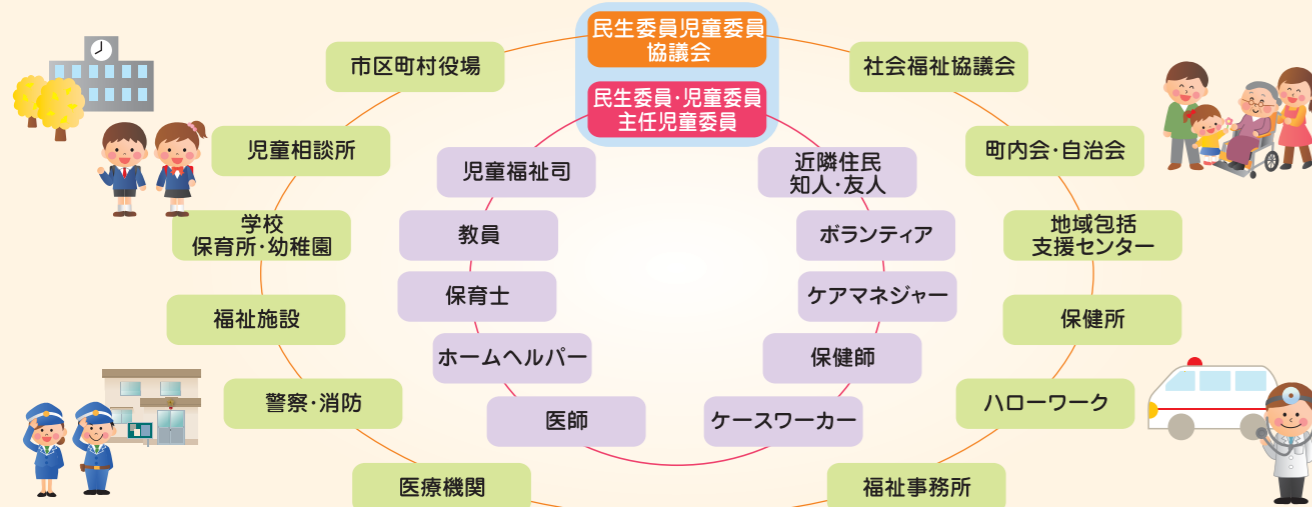 民生委員児童委員
協議会
民生委員・児童委員
主任児童委員
市区町村役場
社会福祉協議会
児童相談所
町内会・自治会
児童福祉司
近隣住民
知人・友人
学校
保育所・幼稚園
教員
ボランティア
地域包括
支援センター
保育士
ケアマネジャー
福祉施設
保健所
ホームヘルパー
保健師
警察・消防
ハローワーク
医師
ケースワーカー
医療機関
福祉事務所